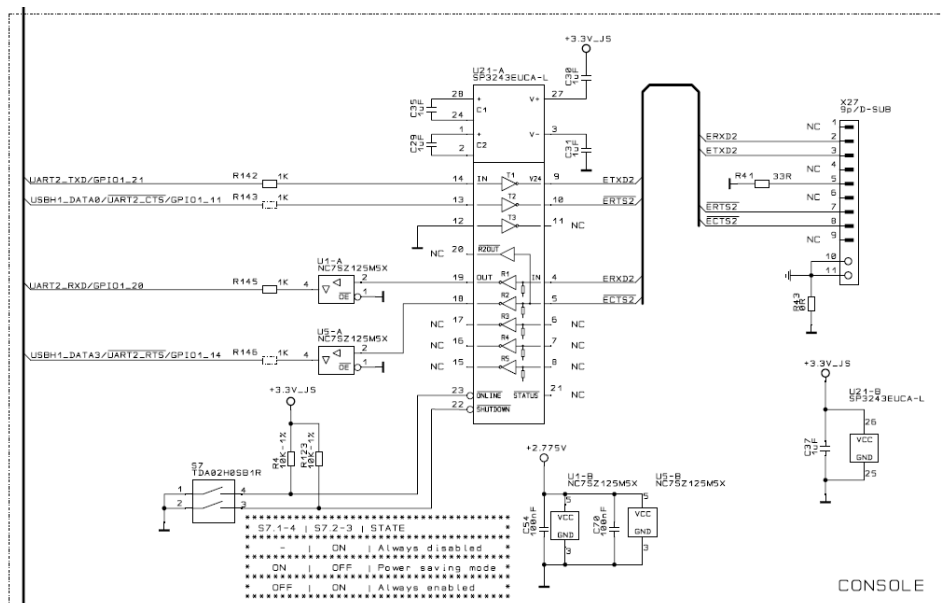 +3.3V_JS
U21-A
SP3243EUCA-L
C30
1uF
28
+
C1
24
V+
27
C35
1uF
1
+
C2
2
V-
3
C29
1uF
C31
1uF
X27
9p/D-SUB
NC 1
ERXD2 2
ETXD2 3
NC 4
R41 33R 5
NC 6
ERTS2 7
ECTS2 8
NC 9
10
11
R43
0R
UART2_TXD/GPIO1_21
R142 1K
14 IN T1 V24 9 ETXD2
USBH1_DATA0/UART2_CTS/GPIO1_11
R143 1K
13 T2 10 ERTS2
12 T3 11 NC
NC 20 R2OUT
U1-A
NC7SZ125M5X
UART2_RXD/GPIO1_20
R145 1K
4 2
OE 1
19 OUT R1 IN 4 ERXD2
18 R2 5 ECTS2
NC 17 R3 6 NC
NC 16 R4 7 NC
NC 15 R5 8 NC
U5-A
NC7SZ125M5X
USBH1_DATA3/UART2_RTS/GPIO1_14
R146 1K
4 2
OE 1
23 ONLINE STATUS 21 NC
22 SHUTDOWN
+3.3V_JS
R4
10K-1%
R123
10K-1%
S7
TDA02H0SB1R
1 4
2 3
+3.3V_JS
U21-B
SP3243EUCA-L
C37
1uF
26
VCC
GND
25
+2.775V
U1-B
NC7SZ125M5X
U5-B
NC7SZ125M5X
C54
100nF
5
VCC
GND
3
C70
100nF
5
VCC
GND
3
* * * * * * * * * * * * * * * * * * * *
* S7.1-4 | S7.2-3 | STATE *
* - | ON | Always disabled *
* ON | OFF | Power saving mode *
* OFF | ON | Always enabled *
* * * * * * * * * * * * * * * * * * * *
CONSOLE